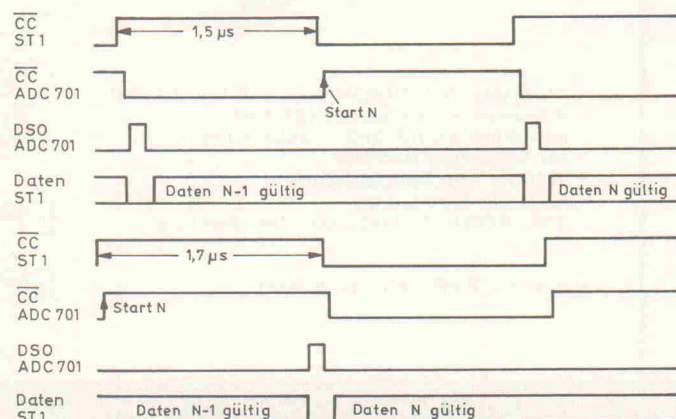 CC
ST1
1,5 µs
CC
ADC 701
Start N
DSO
ADC 701
Daten
ST1
Daten N-1 gültig
Daten N gültig
CC
ST1
1,7 µs
CC
ADC 701
Start N
DSO
ADC 701
Daten
ST1
Daten N-1 gültig
Daten N gültig